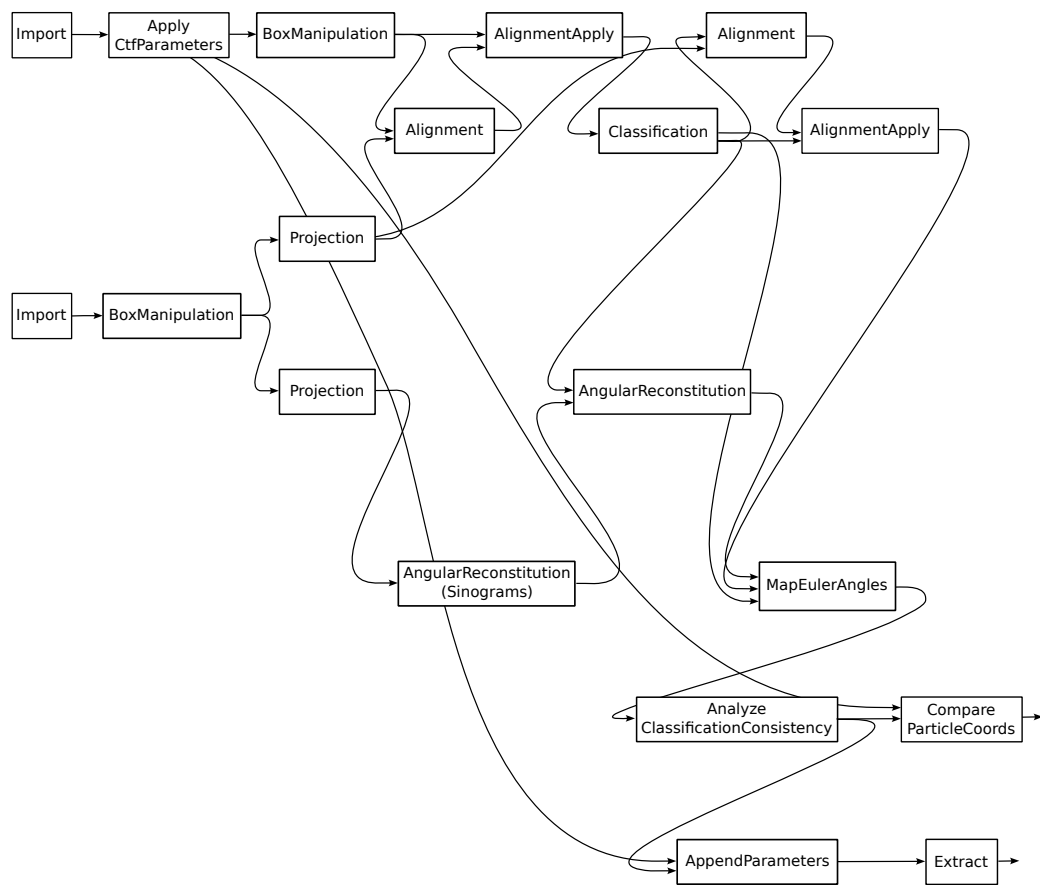 Import
Apply
CtfParameters
BoxManipulation
AlignmentApply
Alignment
Alignment
Classification
AlignmentApply
Projection
Import
BoxManipulation
Projection
AngularReconstitution
AngularReconstitution
(Sinograms)
MapEulerAngles
Analyze
ClassificationConsistency
Compare
ParticleCoords
AppendParameters
Extract